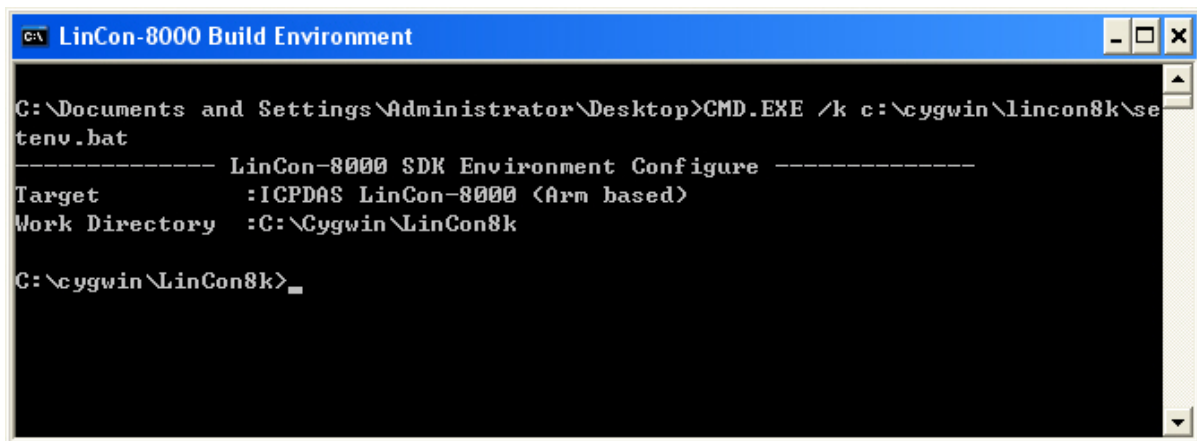 LinCon-8000 Build Environment
C:\Documents and Settings\Administrator\Desktop>CMD.EXE /k c:\cygwin\lincon8k\se
tenv.bat
-------------- LinCon-8000 SDK Environment Configure --------------
Target          :ICPDAS LinCon-8000 (Arm based)
Work Directory  :C:\Cygwin\LinCon8k
C:\cygwin\LinCon8k>_